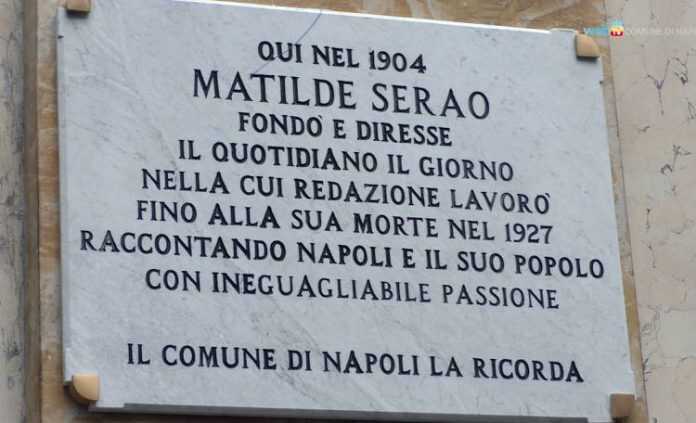 QUI NEL 1904
MATILDE SERAO
FONDÒ E DIRESSE
IL QUOTIDIANO IL GIORNO
NELLA CUI REDAZIONE LAVORÒ
FINO ALLA SUA MORTE NEL 1927
RACCONTANDO NAPOLI E IL SUO POPOLO
CON INEGUAGLIABILE PASSIONE
IL COMUNE DI NAPOLI LA RICORDA